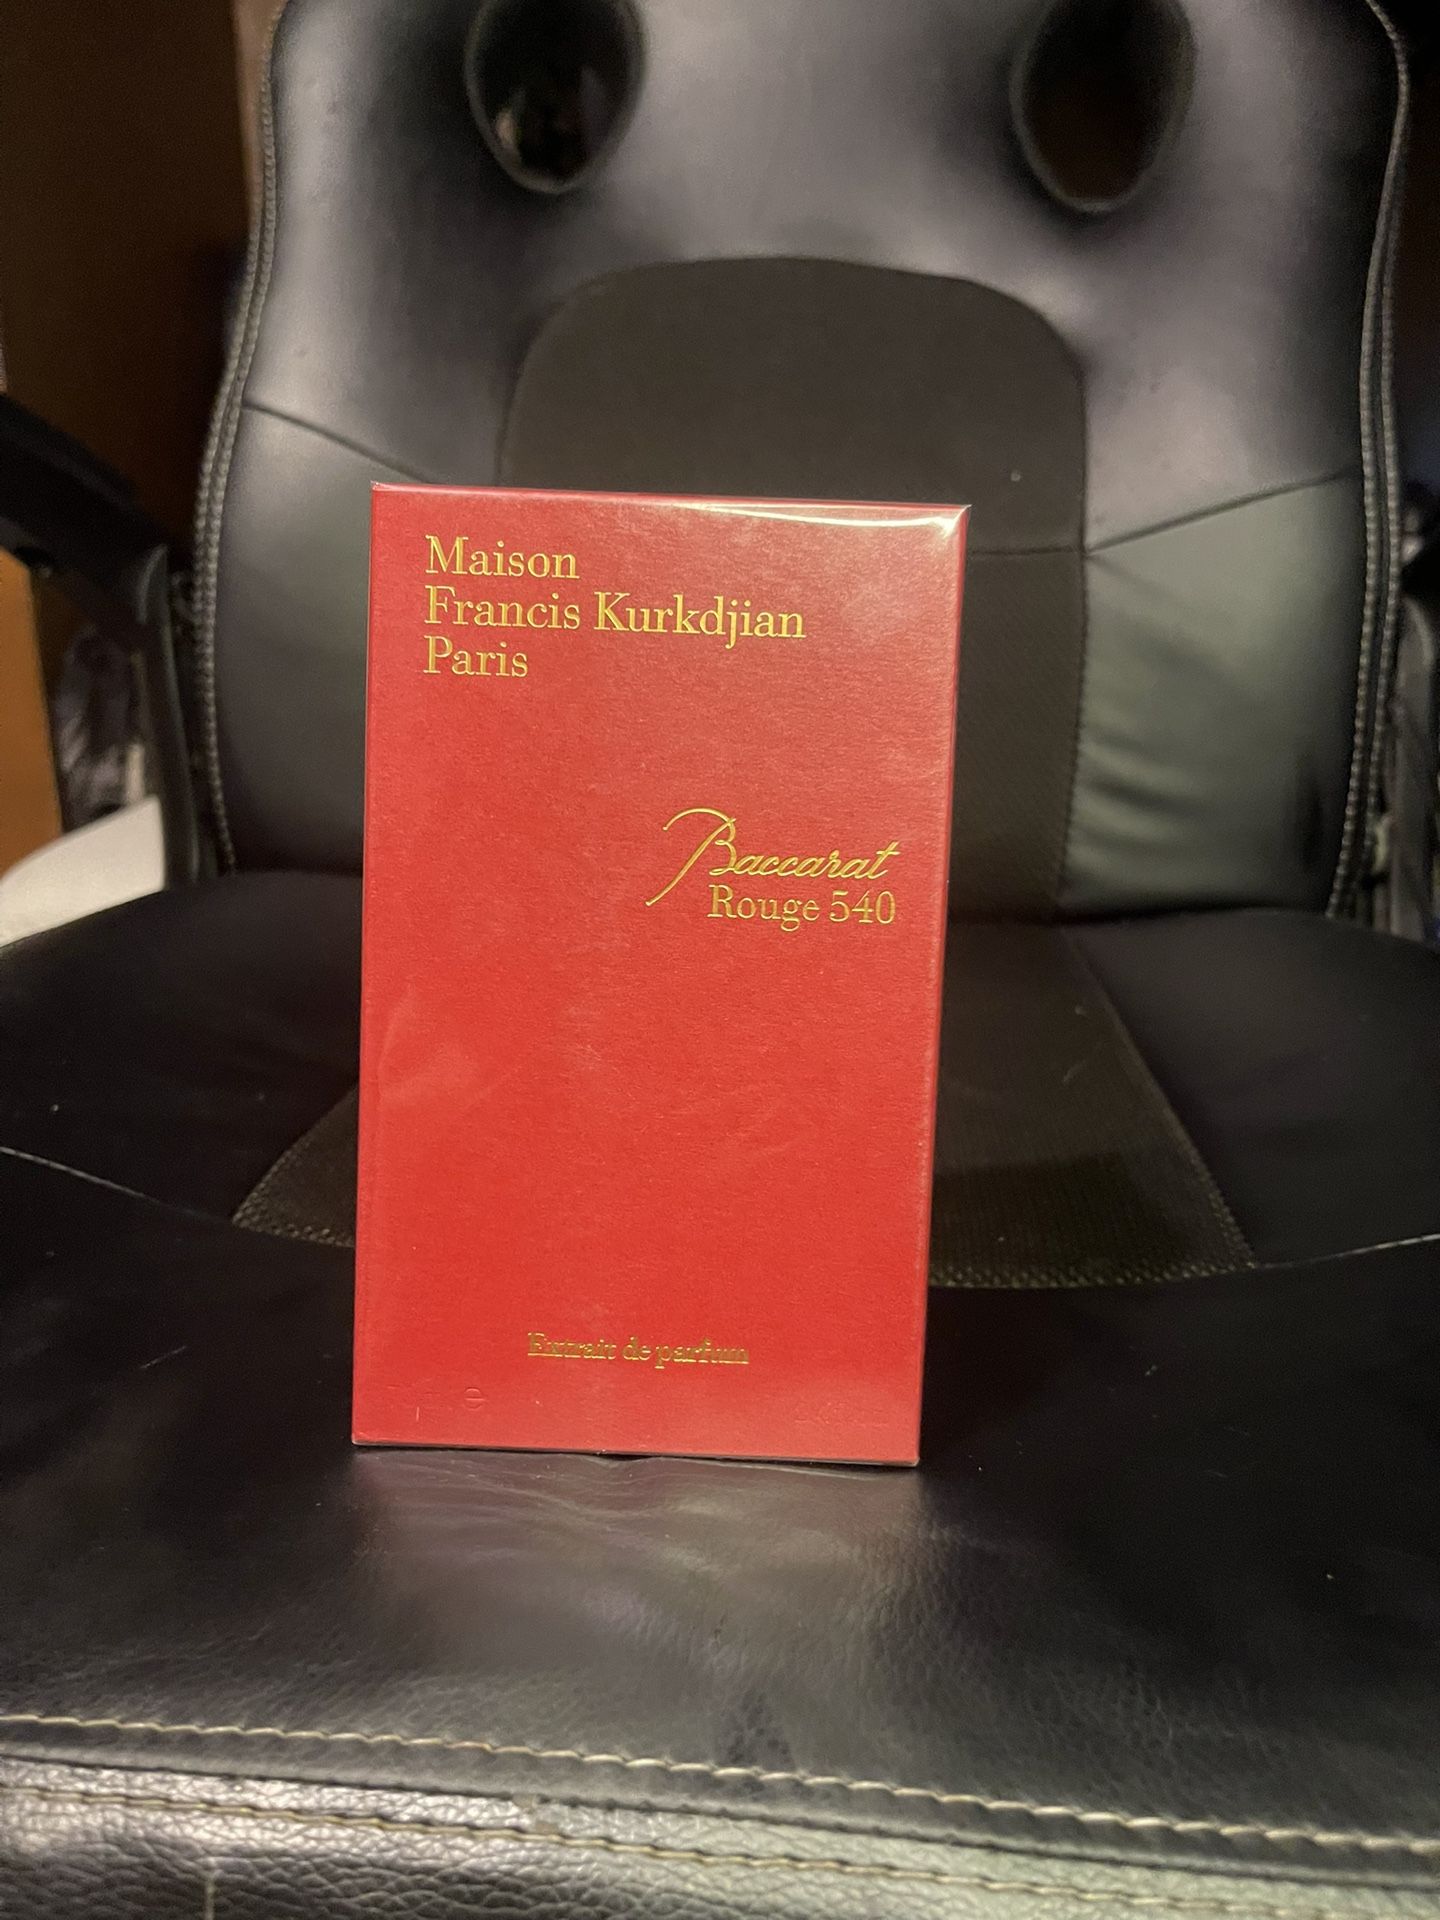 Maison
Francis Kurkdjian
Paris
Baccarat
Rouge 540
Extrait de parfum
℮